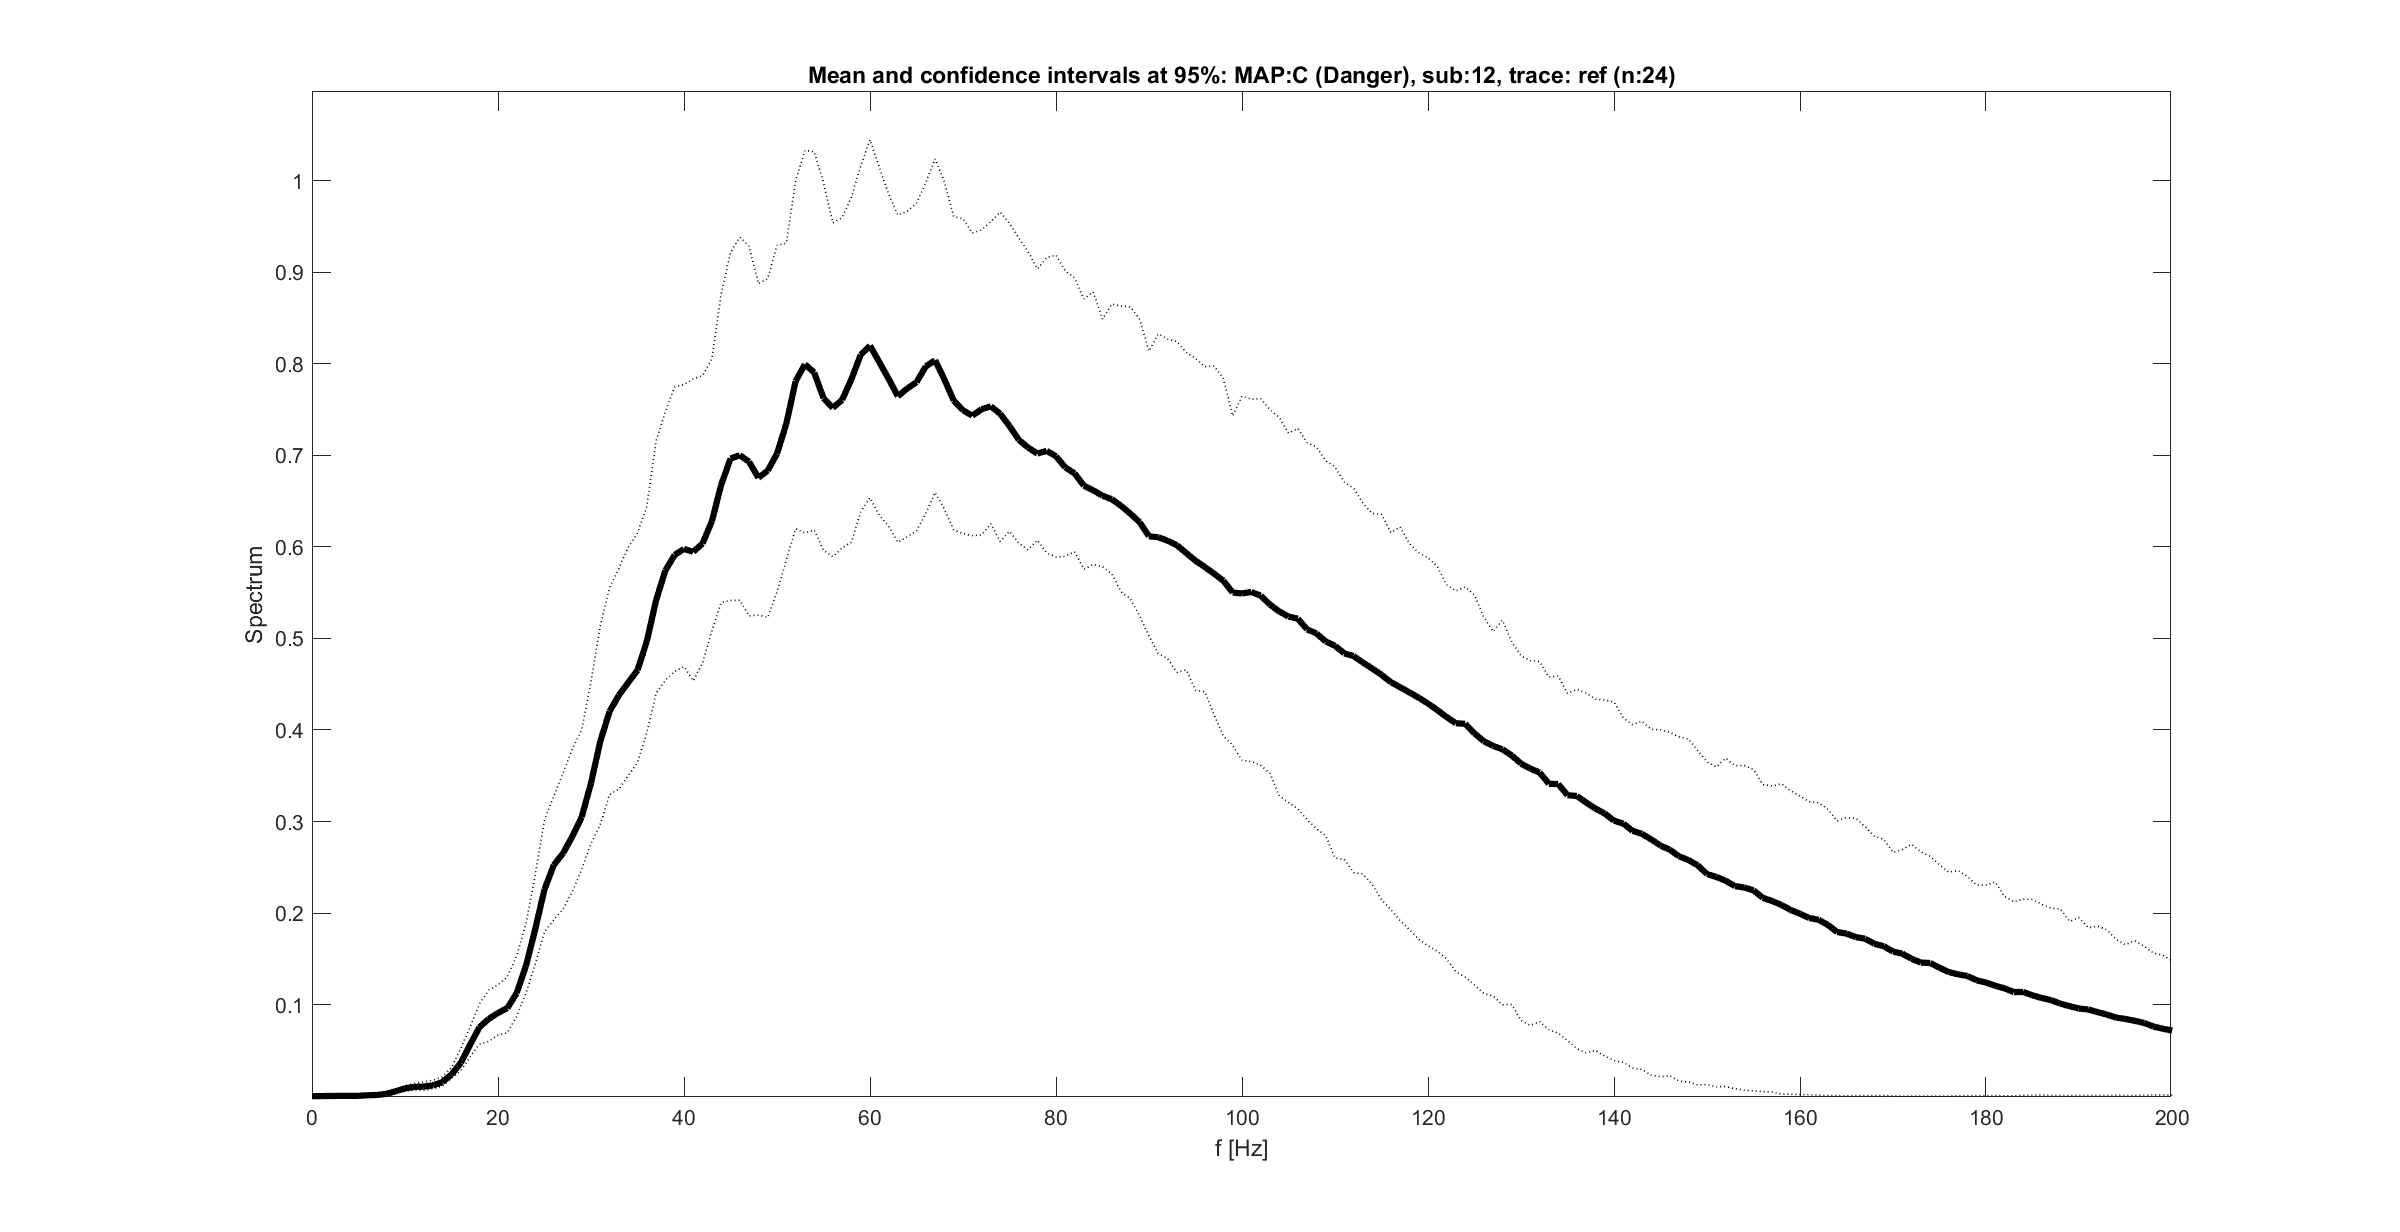 Mean and confidence intervals at 95%: MAP:C (Danger), sub:12, trace: ref (n:24)
1
0.9
0.8
0.7
0.6
0.5
0.4
0.3
0.2
0.1
Spectrum
0 20 40 60 80 100 120 140 160 180 200
f [Hz]